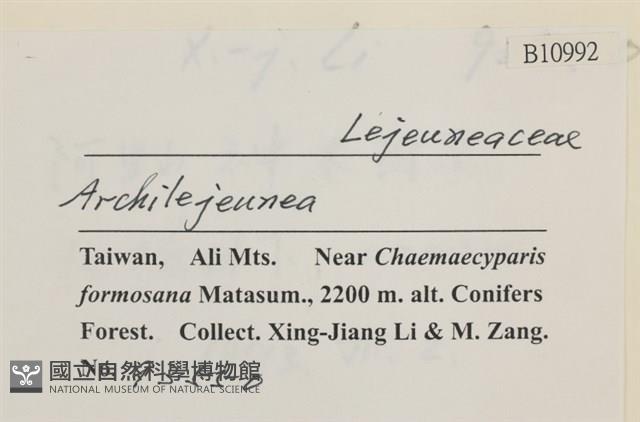 B10992
Lejeuneaceae
Archilejeunea
Taiwan, Ali Mts. Near Chaemaecyparis
formosana Matasum., 2200 m. alt. Conifers
Forest. Collect. Xing-Jiang Li & M. Zang.
No.
國立自然科學博物館
NATIONAL MUSEUM OF NATURAL SCIENCE